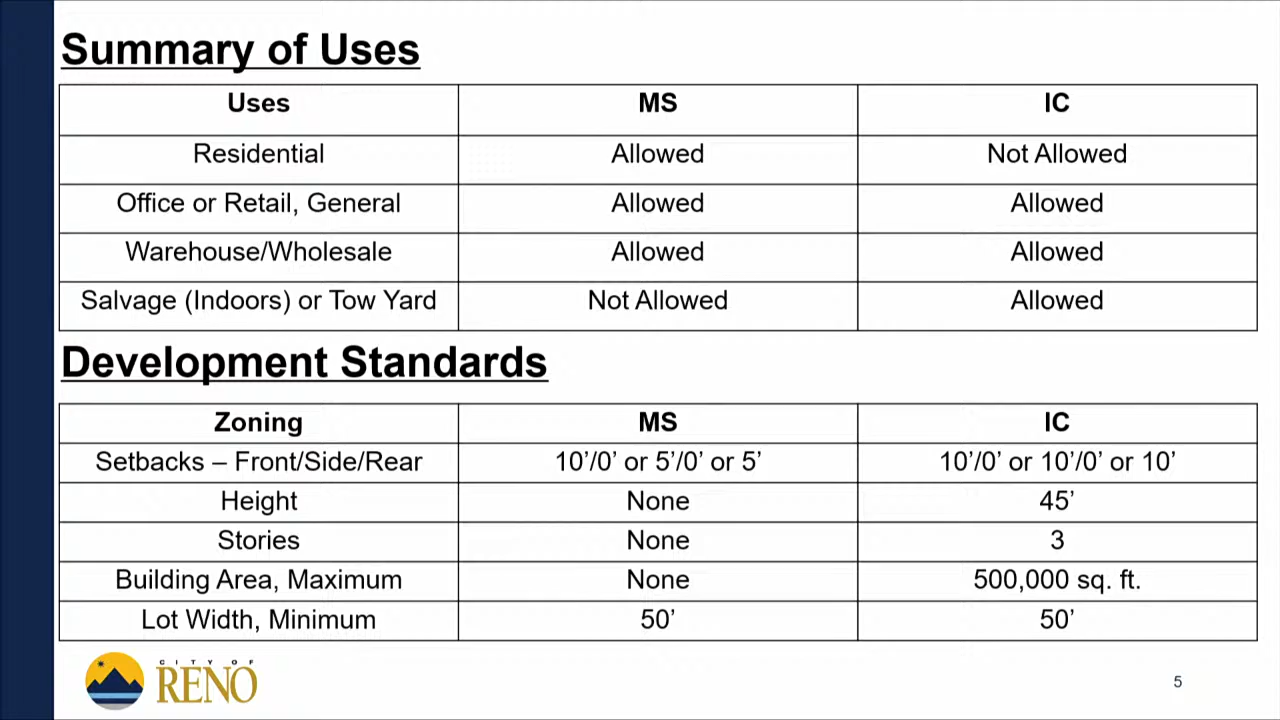 Summary of Uses
Uses MS IC
Residential Allowed Not Allowed
Office or Retail, General Allowed Allowed
Warehouse/Wholesale Allowed Allowed
Salvage (Indoors) or Tow Yard Not Allowed Allowed
Development Standards
Zoning MS IC
Setbacks – Front/Side/Rear 10’/0’ or 5’/0’ or 5’ 10’/0’ or 10’/0’ or 10’
Height None 45’
Stories None 3
Building Area, Maximum None 500,000 sq. ft.
Lot Width, Minimum 50’ 50’
CITY OF
RENO
5